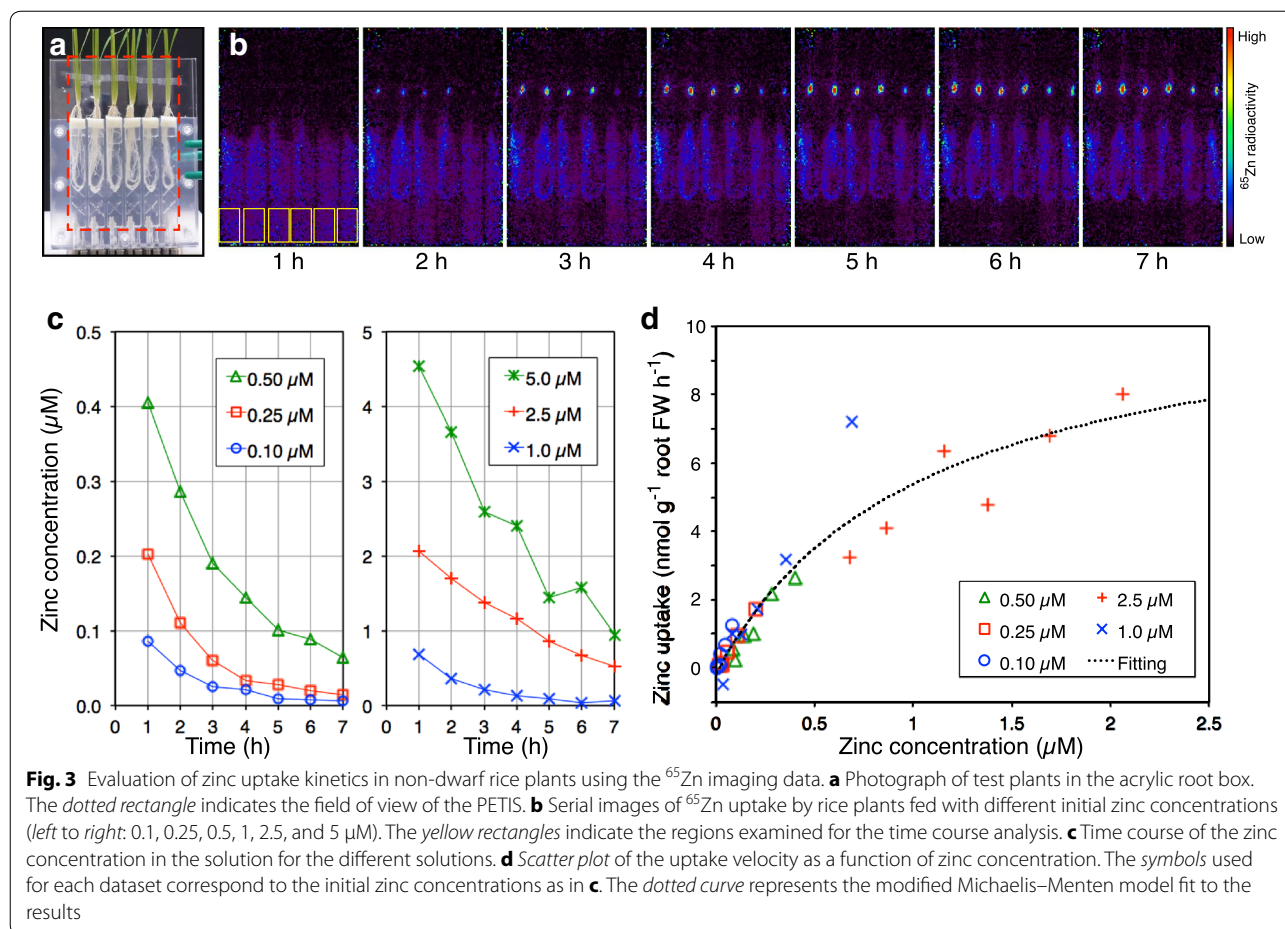 a
b
High
⁶⁵Zn radioactivity
Low
1 h
2 h
3 h
4 h
5 h
6 h
7 h
c
Zinc concentration (µM)
0.5
0.4
0.3
0.2
0.1
0.0
0.50 µM
0.25 µM
0.10 µM
0 1 2 3 4 5 6 7
Time (h)
5
4
3
2
1
0
5.0 µM
2.5 µM
1.0 µM
0 1 2 3 4 5 6 7
Time (h)
d
Zinc uptake (nmol g⁻¹ root FW h⁻¹)
10
8
6
4
2
0
0.50 µM
0.25 µM
0.10 µM
2.5 µM
1.0 µM
Fitting
0 0.5 1 1.5 2 2.5
Zinc concentration (µM)
Fig. 3 Evaluation of zinc uptake kinetics in non-dwarf rice plants using the ⁶⁵Zn imaging data. a Photograph of test plants in the acrylic root box.
The dotted rectangle indicates the field of view of the PETIS. b Serial images of ⁶⁵Zn uptake by rice plants fed with different initial zinc concentrations
(left to right: 0.1, 0.25, 0.5, 1, 2.5, and 5 µM). The yellow rectangles indicate the regions examined for the time course analysis. c Time course of the zinc
concentration in the solution for the different solutions. d Scatter plot of the uptake velocity as a function of zinc concentration. The symbols used
for each dataset correspond to the initial zinc concentrations as in c. The dotted curve represents the modified Michaelis–Menten model fit to the
results